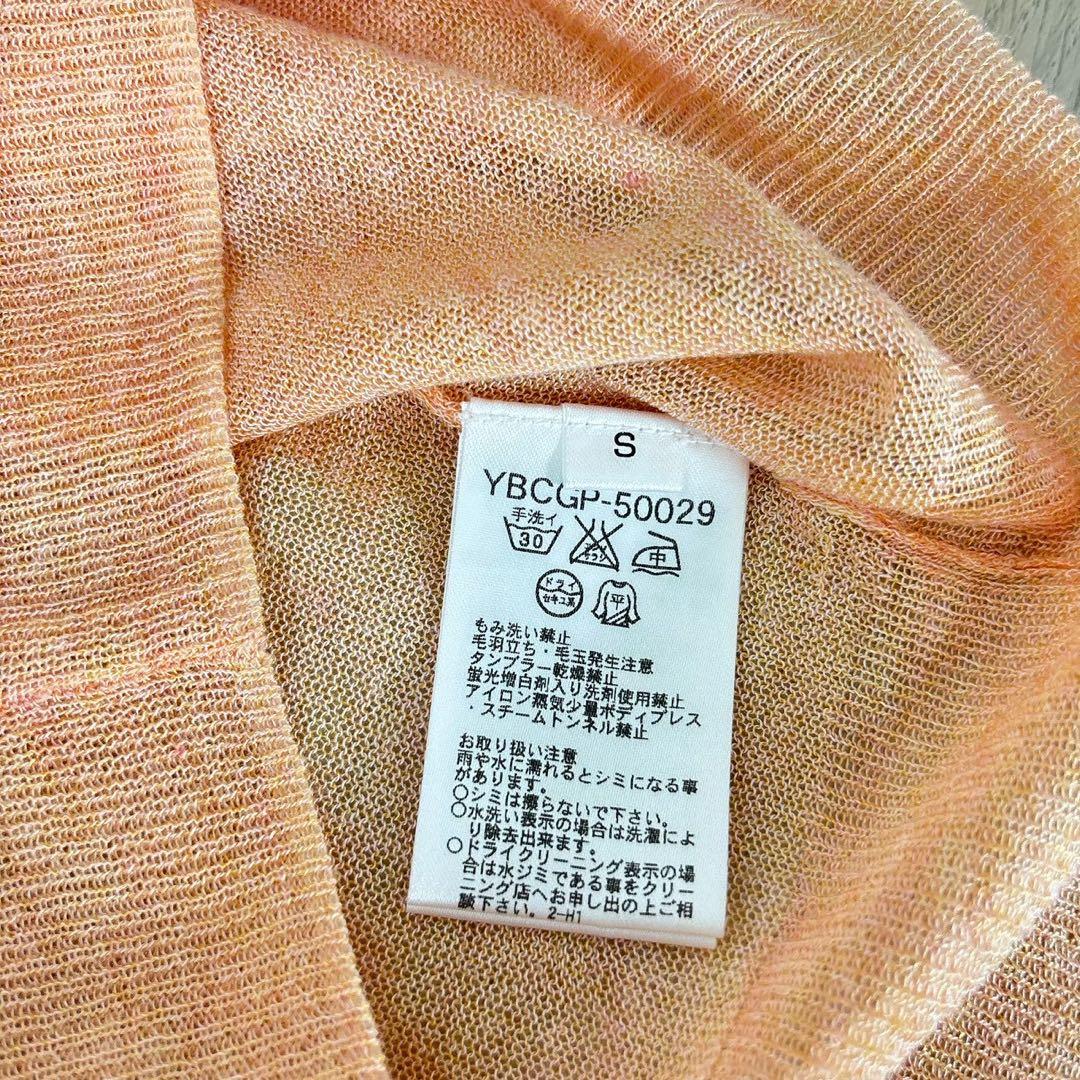 S
YBCGP-50029
手洗イ
30
エンソ
サラシ
中
ドライ
セキユ系
平
もみ洗い禁止
毛羽立ち・毛玉発生注意
タンブラー乾燥禁止
蛍光増白剤入り洗剤使用禁止
アイロン蒸気少量ボディプレス
・スチームトンネル禁止
お取り扱い注意
雨や水に濡れるとシミになる事
があります。
○シミは擦らないで下さい。
○水洗い表示の場合は洗濯によ
り除去出来ます。
○ドライクリーニング表示の場
合は水ジミである事をクリー
ニング店へお申し出の上ご相
談下さい。2-H1